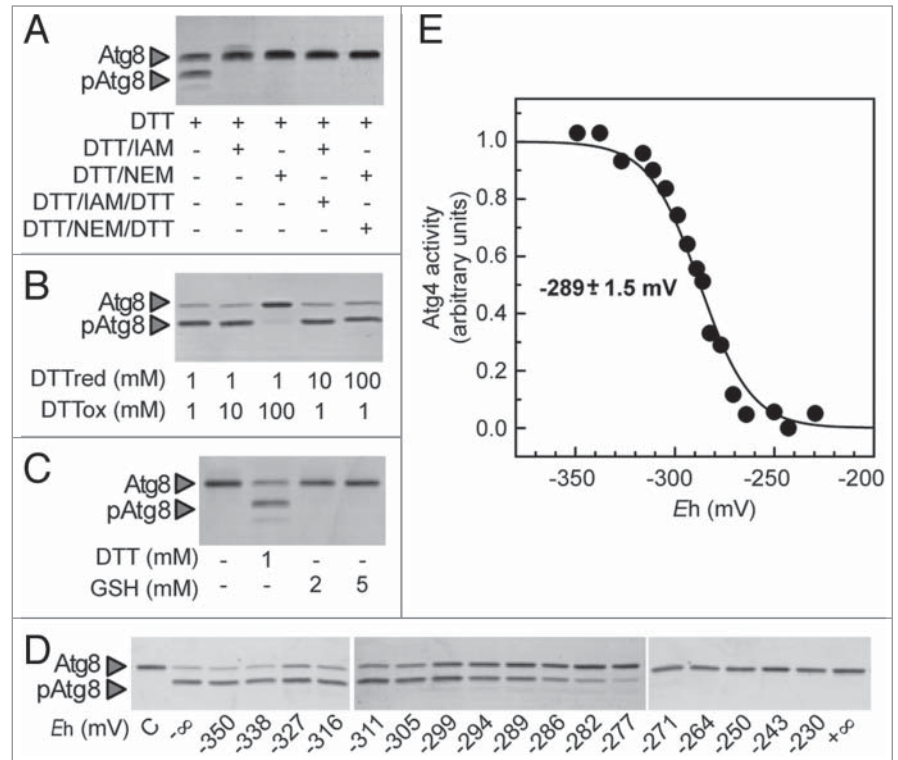 A
Atg8
pAtg8
DTT + + + + +
DTT/IAM - + - + -
DTT/NEM - - + - +
DTT/IAM/DTT - - - + -
DTT/NEM/DTT - - - - +
B
Atg8
pAtg8
DTTred (mM) 1 1 1 10 100
DTTox (mM) 1 10 100 1 1
C
Atg8
pAtg8
DTT (mM) - 1 - -
GSH (mM) - - 2 5
E
1.0
0.8
0.6
0.4
0.2
0.0
Atg4 activity
(arbitrary units)
-289± 1.5 mV
-350 -300 -250 -200
Eh (mV)
D
Atg8
pAtg8
Eh (mV) C -∞ -350 -338 -327 -316 -311 -305 -299 -294 -289 -286 -282 -277 -271 -264 -250 -243 -230 +∞